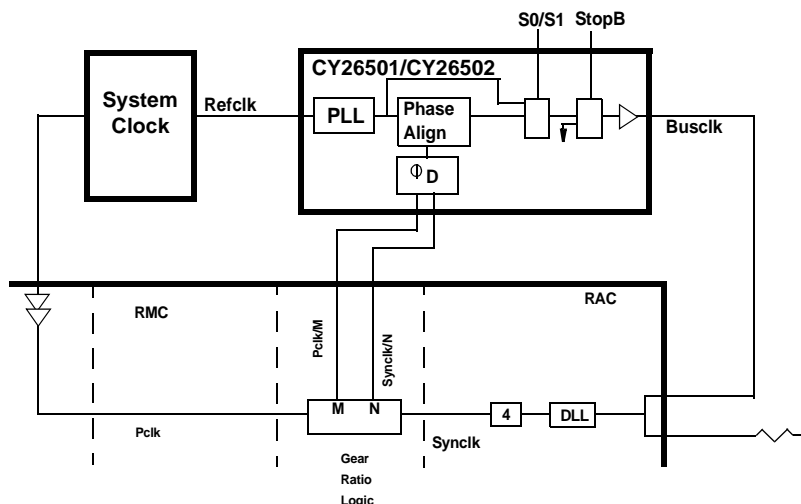 S0/S1 StopB
CY26501/CY26502
System
Clock
Refclk
PLL
Phase
Align
Busclk
Φ D
RMC
RAC
Pclk/M
Synclk/N
M N
4
DLL
Pclk
Synclk
Gear
Ratio
Logic